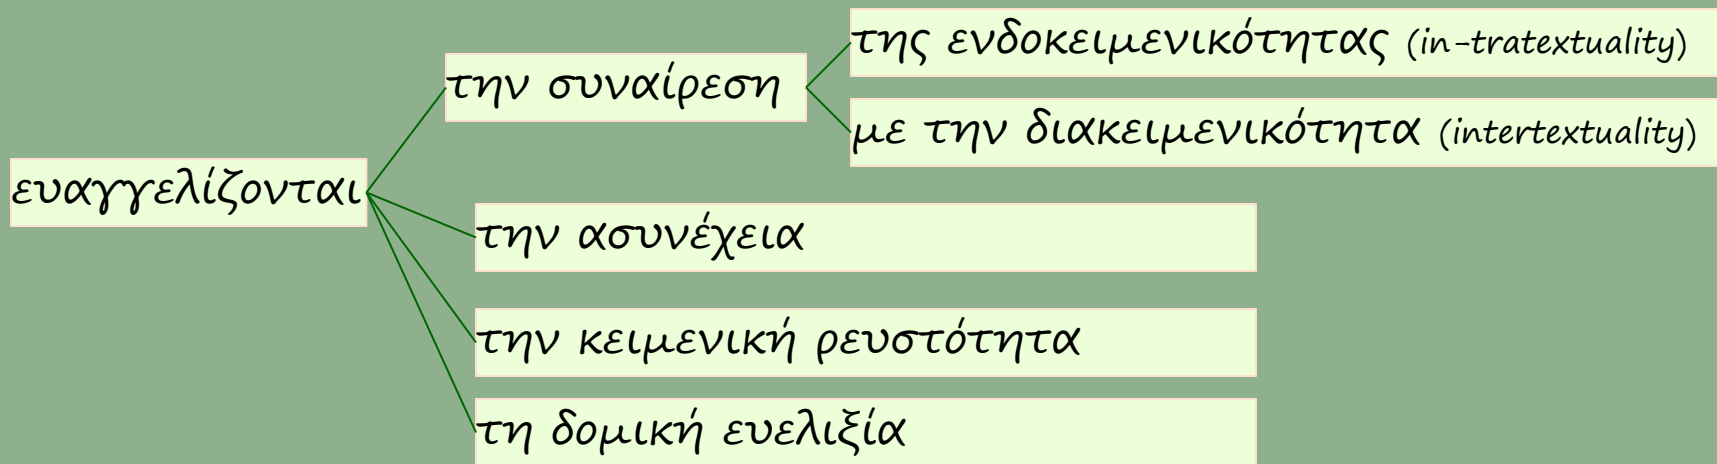 ευαγγελίζονται
την συναίρεση
της ενδοκειμενικότητας (in-tratextuality)
με την διακειμενικότητα (intertextuality)
την ασυνέχεια
την κειμενική ρευστότητα
τη δομική ευελιξία